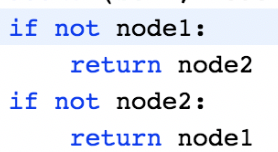 if not node1:
    return node2
if not node2:
    return node1